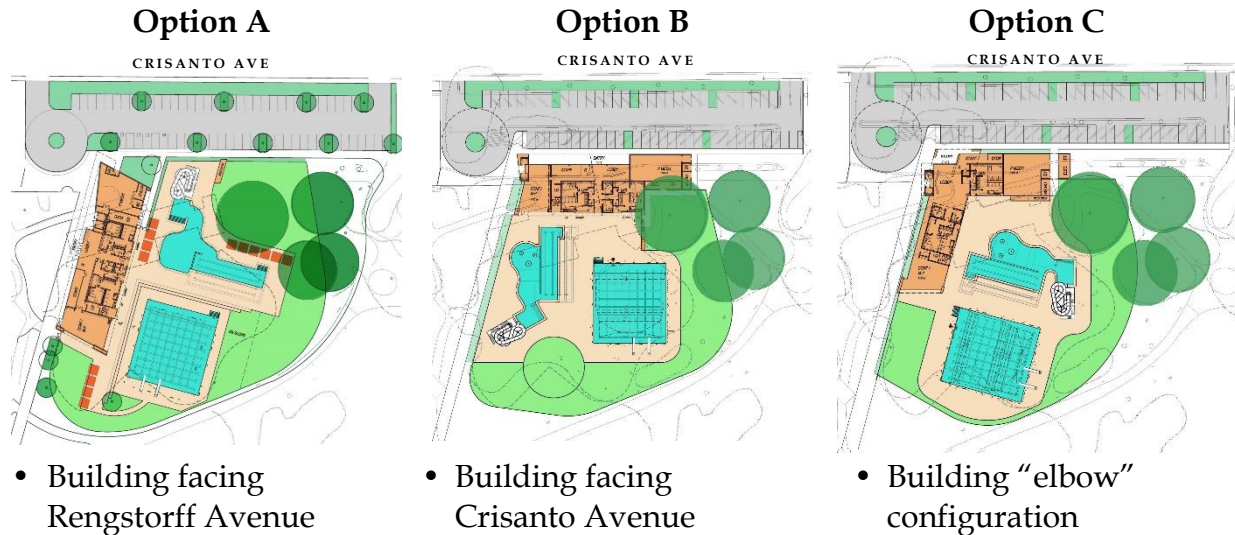 Option A
CRISANTO AVE
Option B
CRISANTO AVE
Option C
CRISANTO AVE
• Building facing
Rengstorff Avenue
• Building facing
Crisanto Avenue
• Building “elbow”
configuration